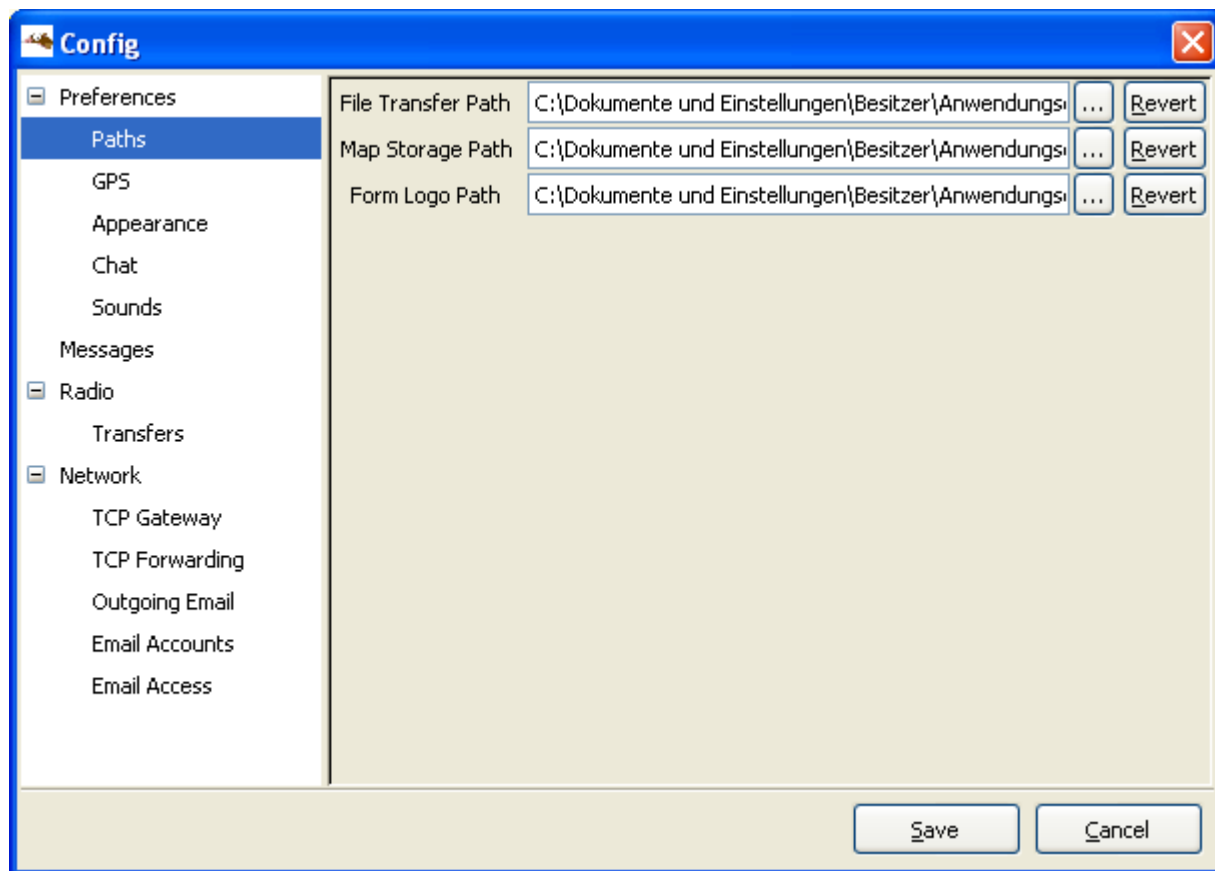 Config
Preferences
Paths
GPS
Appearance
Chat
Sounds
Messages
Radio
Transfers
Network
TCP Gateway
TCP Forwarding
Outgoing Email
Email Accounts
Email Access
File Transfer Path C:\Dokumente und Einstellungen\Besitzer\Anwendungs ... Revert
Map Storage Path C:\Dokumente und Einstellungen\Besitzer\Anwendungs ... Revert
Form Logo Path C:\Dokumente und Einstellungen\Besitzer\Anwendungs ... Revert
Save Cancel